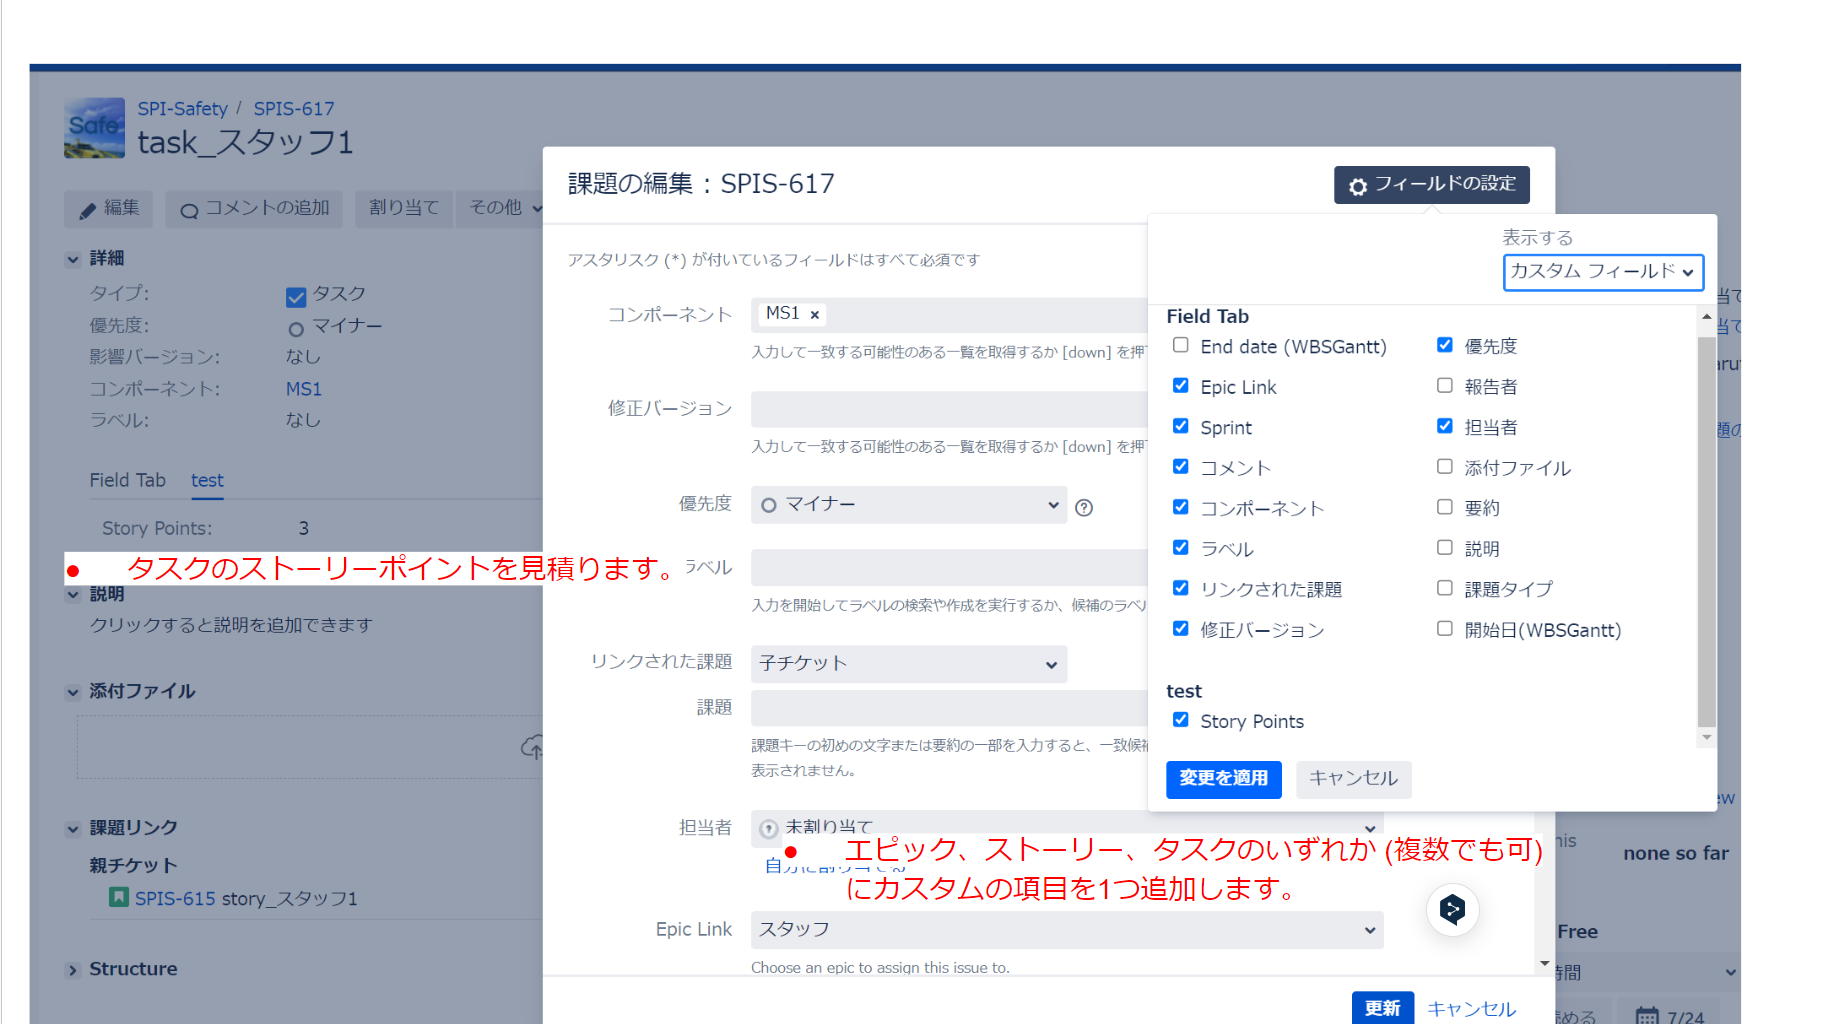 SPI-Safety / SPIS-617
Safe
task_スタッフ1
編集
コメントの追加
割り当て
その他
詳細
タイプ: タスク
優先度: マイナー
影響バージョン: なし
コンポーネント: MS1
ラベル: なし
Field Tab test
Story Points: 3
タスクのストーリーポイントを見積ります。
説明
クリックすると説明を追加できます
添付ファイル
課題リンク
親チケット
SPIS-615 story_スタッフ1
Structure
課題の編集 : SPIS-617
フィールドの設定
アスタリスク (*) が付いているフィールドはすべて必須です
コンポーネント MS1 ×
入力して一致する可能性のある一覧を取得するか [down] を押
修正バージョン
入力して一致する可能性のある一覧を取得するか [down] を押
優先度 マイナー
ラベル
入力を開始してラベルの検索や作成を実行するか、候補のラベ
リンクされた課題 子チケット
課題
課題キーの初めの文字または要約の一部を入力すると、一致候
表示されません。
担当者 未割り当て
エピック、ストーリー、タスクのいずれか (複数でも可)
にカスタムの項目を1つ追加します。
Epic Link スタッフ
Choose an epic to assign this issue to.
更新 キャンセル
表示する
カスタム フィールド
Field Tab
End date (WBSGantt) 優先度
Epic Link 報告者
Sprint 担当者
コメント 添付ファイル
コンポーネント 要約
ラベル 説明
リンクされた課題 課題タイプ
修正バージョン 開始日(WBSGantt)
test
Story Points
変更を適用 キャンセル
none so far
Free
7/24